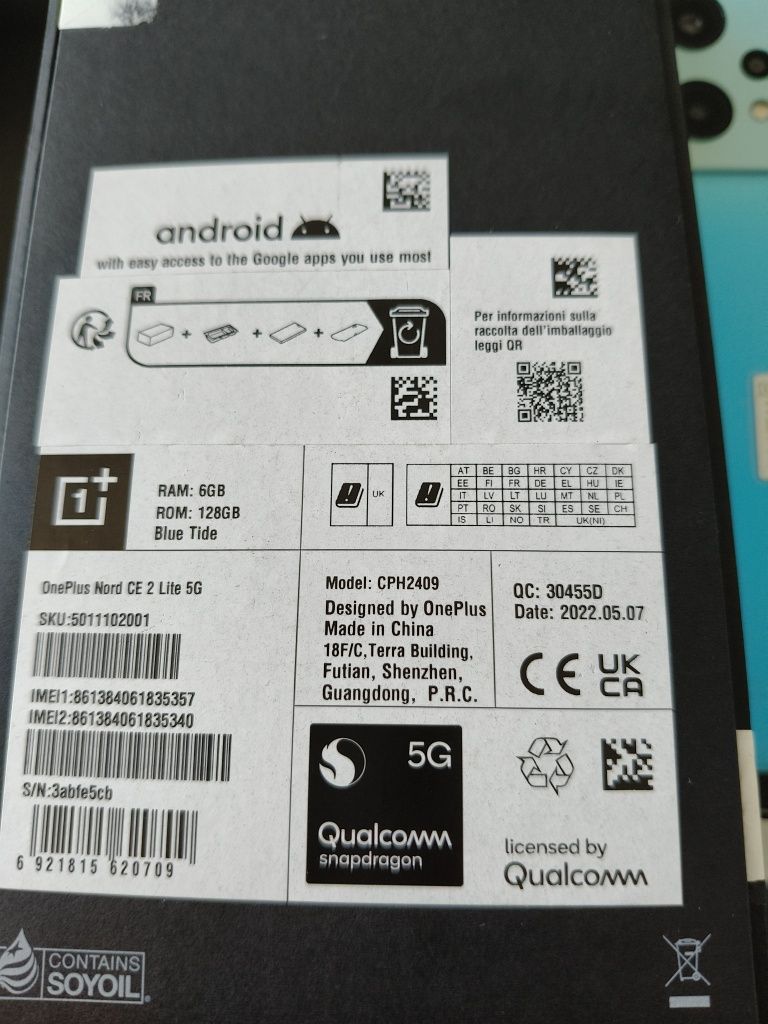 android
with easy access to the Google apps you use most
FR
+ + +
Per informazioni sulla
raccolta dell'imballaggio
leggi QR
1+
RAM: 6GB
ROM: 128GB
Blue Tide
UK
AT BE BG HR CY CZ DK
EE FI FR DE EL HU IE
IT LV LT LU MT NL PL
PT RO SK SI ES SE CH
IS LI NO TR UK(NI)
OnePlus Nord CE 2 Lite 5G
SKU:5011102001
IMEI1:861384061835357
IMEI2:861384061835340
S/N:3abfe5cb
6 921815 620709
Model: CPH2409
Designed by OnePlus
Made in China
18F/C,Terra Building,
Futian, Shenzhen,
Guangdong, P.R.C.
QC: 30455D
Date: 2022.05.07
CE UK
CA
5G
Qualcomm
snapdragon
licensed by
Qualcomm
CONTAINS
SOYOIL